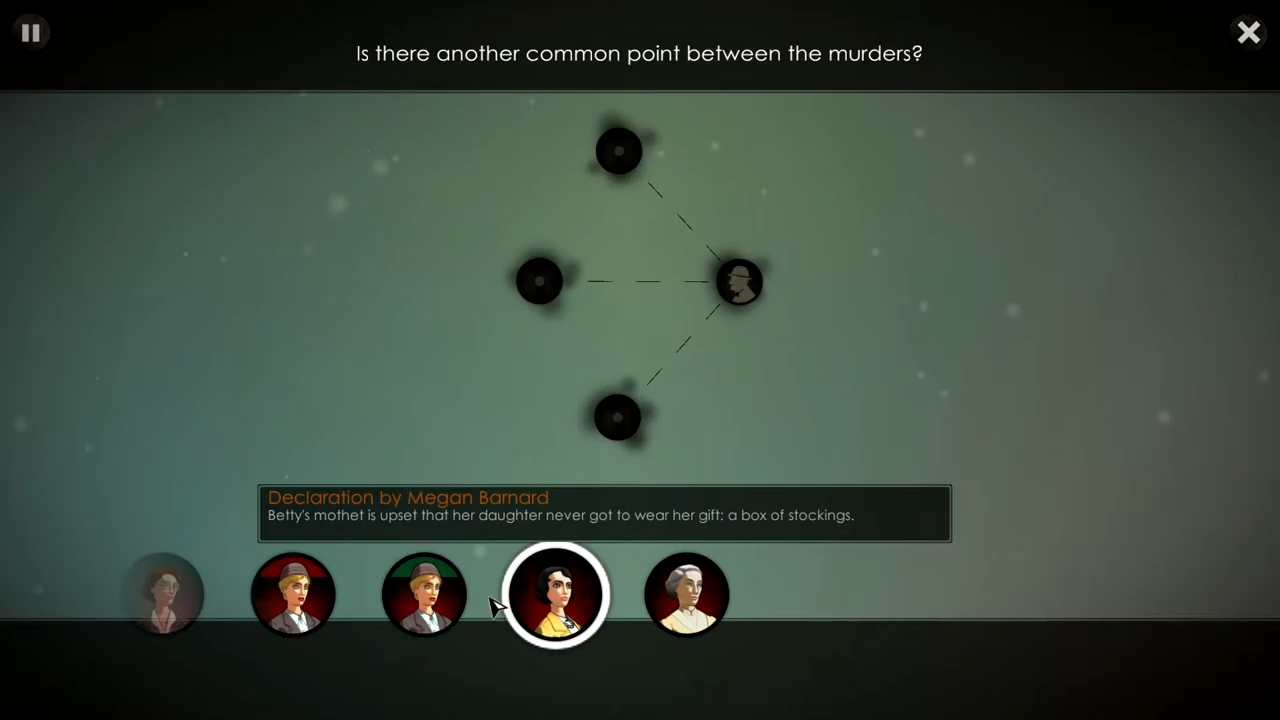 Is there another common point between the murders?
Declaration by Megan Barnard
Betty's mothet is upset that her daughter never got to wear her gift: a box of stockings.